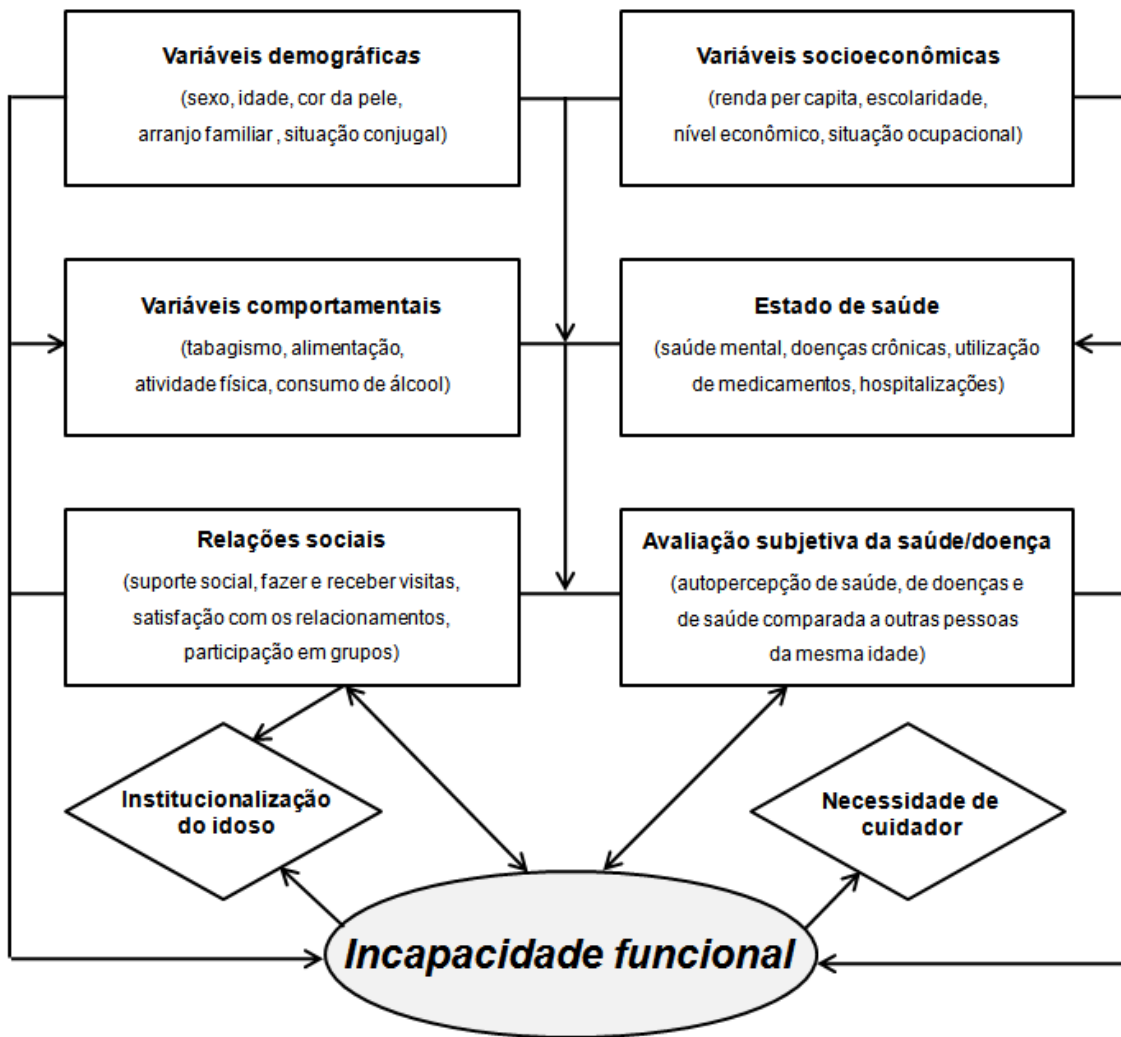 Variáveis demográficas
(sexo, idade, cor da pele,
arranjo familiar , situação conjugal)
Variáveis socioeconômicas
(renda per capita, escolaridade,
nível econômico, situação ocupacional)
Variáveis comportamentais
(tabagismo, alimentação,
atividade física, consumo de álcool)
Estado de saúde
(saúde mental, doenças crônicas, utilização
de medicamentos, hospitalizações)
Relações sociais
(suporte social, fazer e receber visitas,
satisfação com os relacionamentos,
participação em grupos)
Avaliação subjetiva da saúde/doença
(autopercepção de saúde, de doenças e
de saúde comparada a outras pessoas
da mesma idade)
Institucionalização
do idoso
Necessidade de
cuidador
Incapacidade funcional